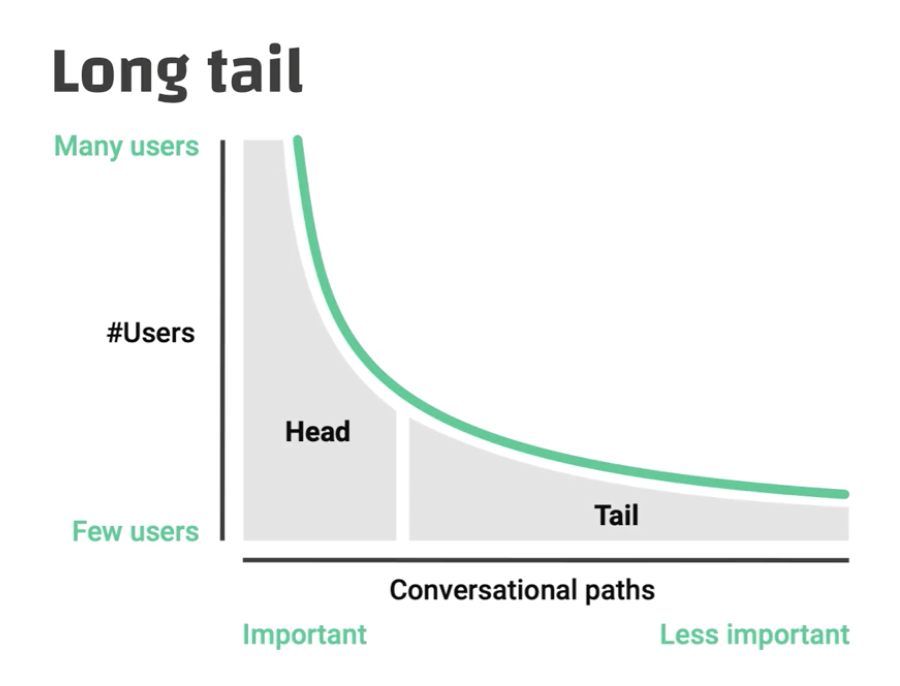 Long tail
Many users
#Users
Head
Tail
Few users
Conversational paths
Important
Less important